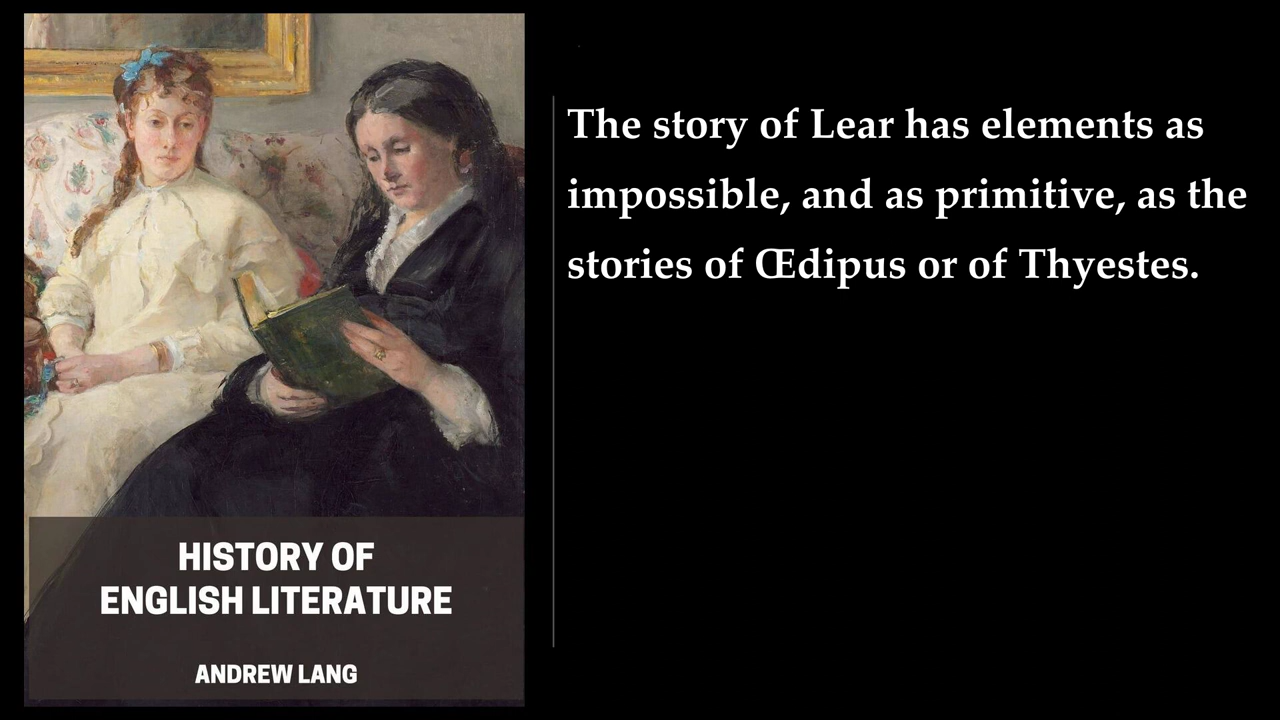 The story of Lear has elements as
impossible, and as primitive, as the
stories of Œdipus or of Thyestes.
HISTORY OF
ENGLISH LITERATURE
ANDREW LANG